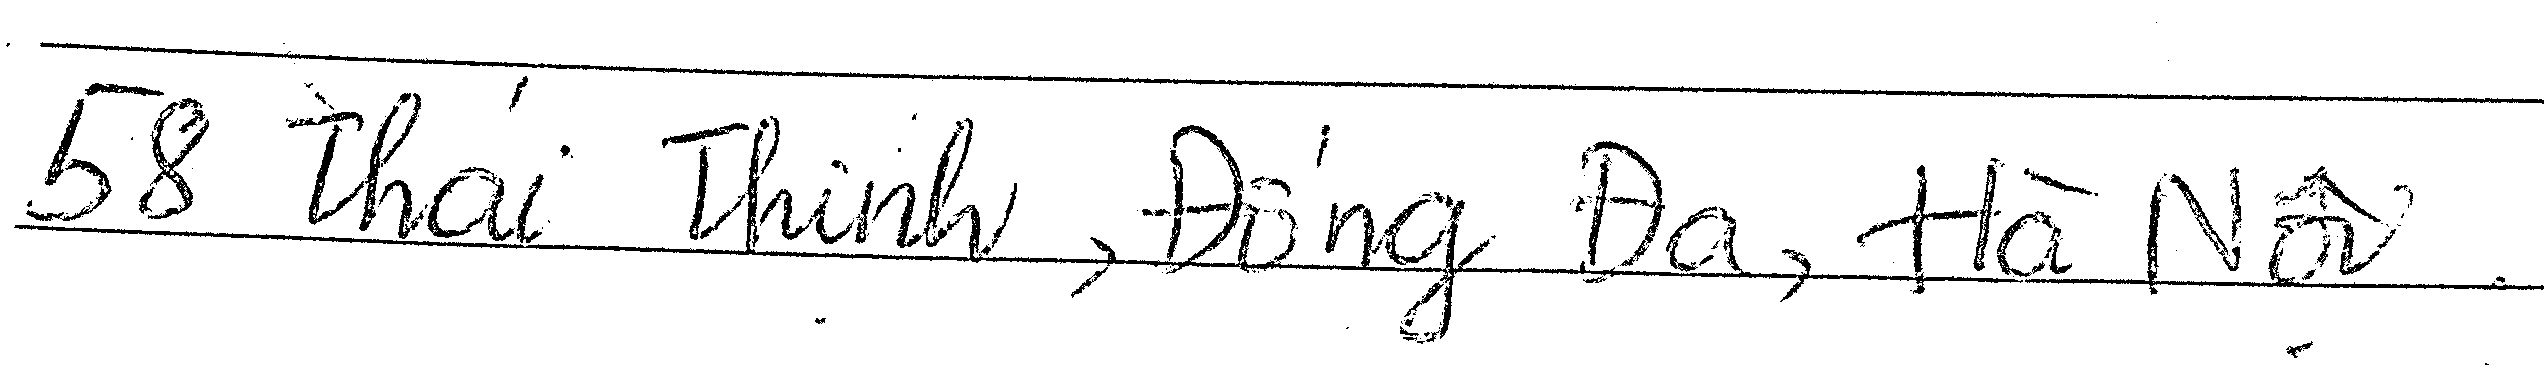 58 Thái Thịnh, Đống Đa, Hà Nội.